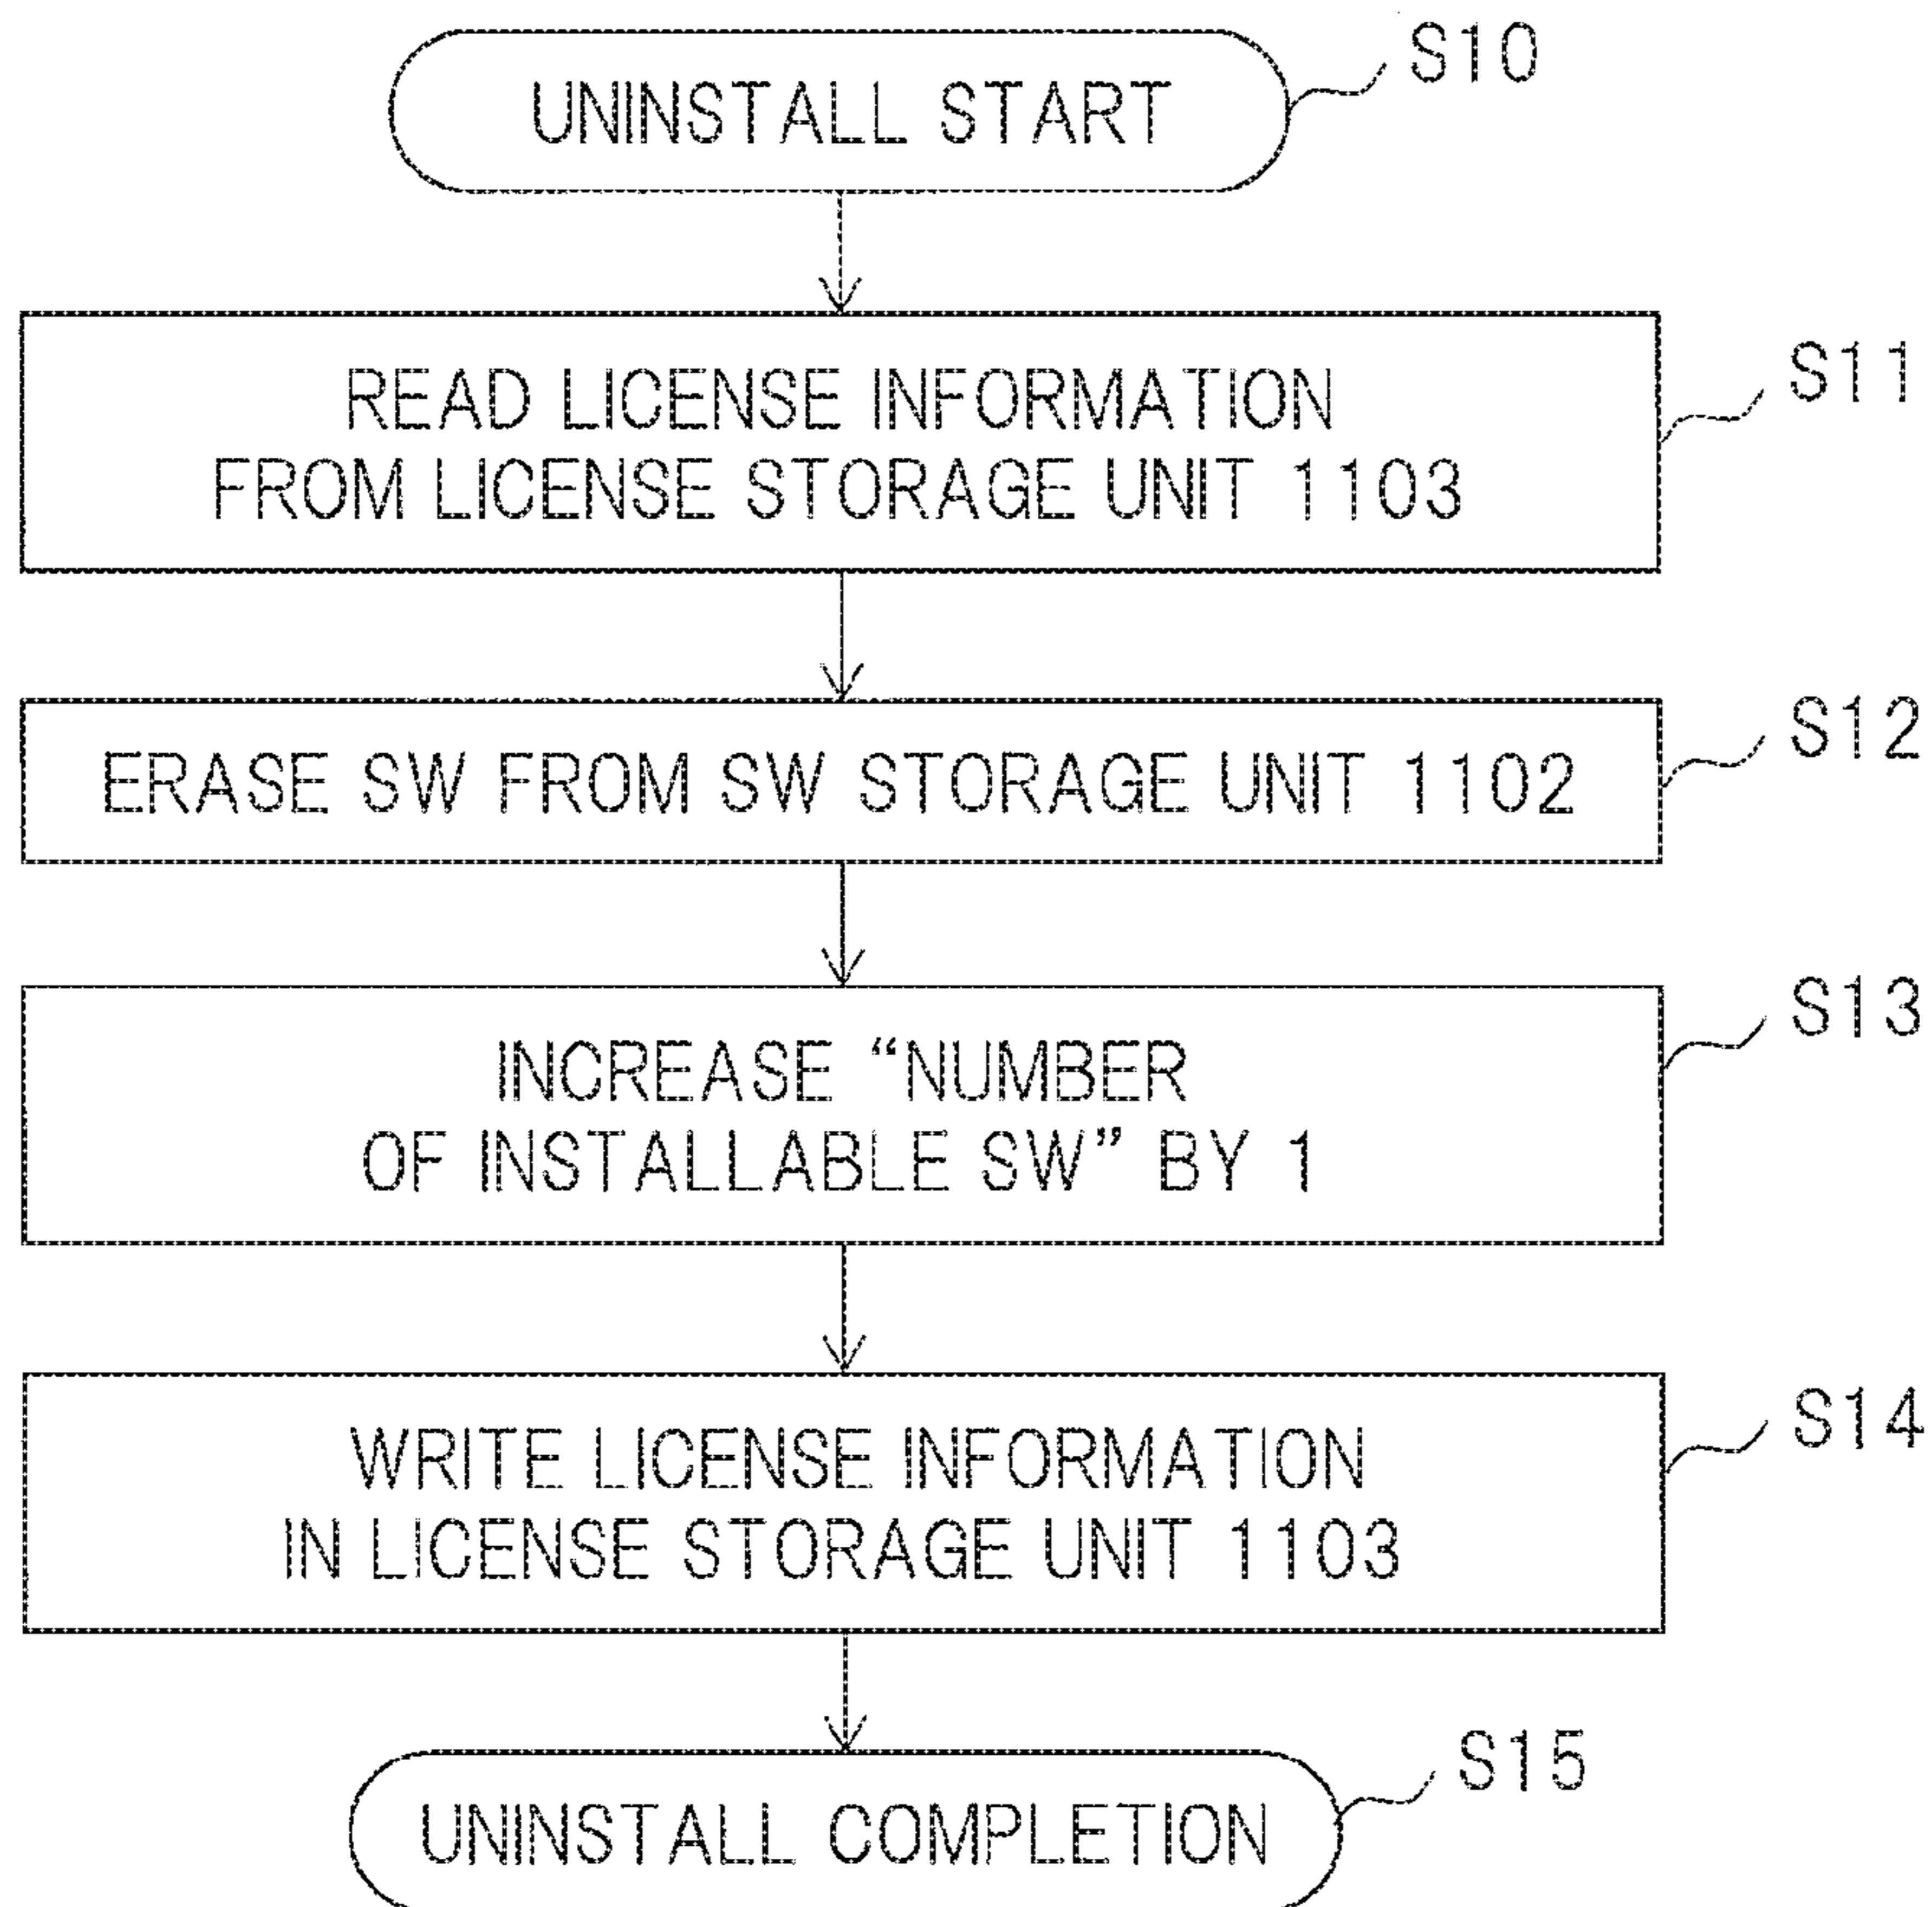 UNINSTALL START
S10
READ LICENSE INFORMATION
FROM LICENSE STORAGE UNIT 1103
S11
ERASE SW FROM SW STORAGE UNIT 1102
S12
INCREASE “NUMBER
OF INSTALLABLE SW” BY 1
S13
WRITE LICENSE INFORMATION
IN LICENSE STORAGE UNIT 1103
S14
UNINSTALL COMPLETION
S15